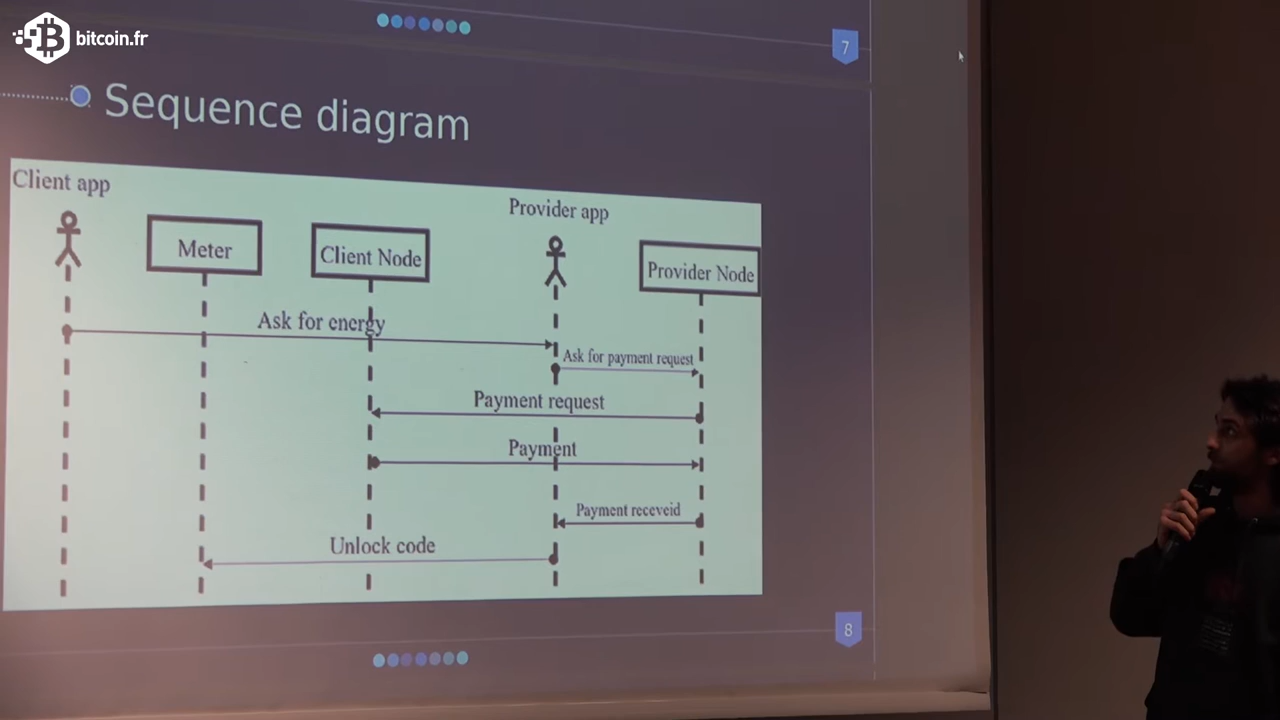 bitcoin.fr
7
Sequence diagram
Client app
Provider app
Meter
Client Node
Provider Node
Ask for energy
Ask for payment request
Payment request
Payment
Payment receveid
Unlock code
8